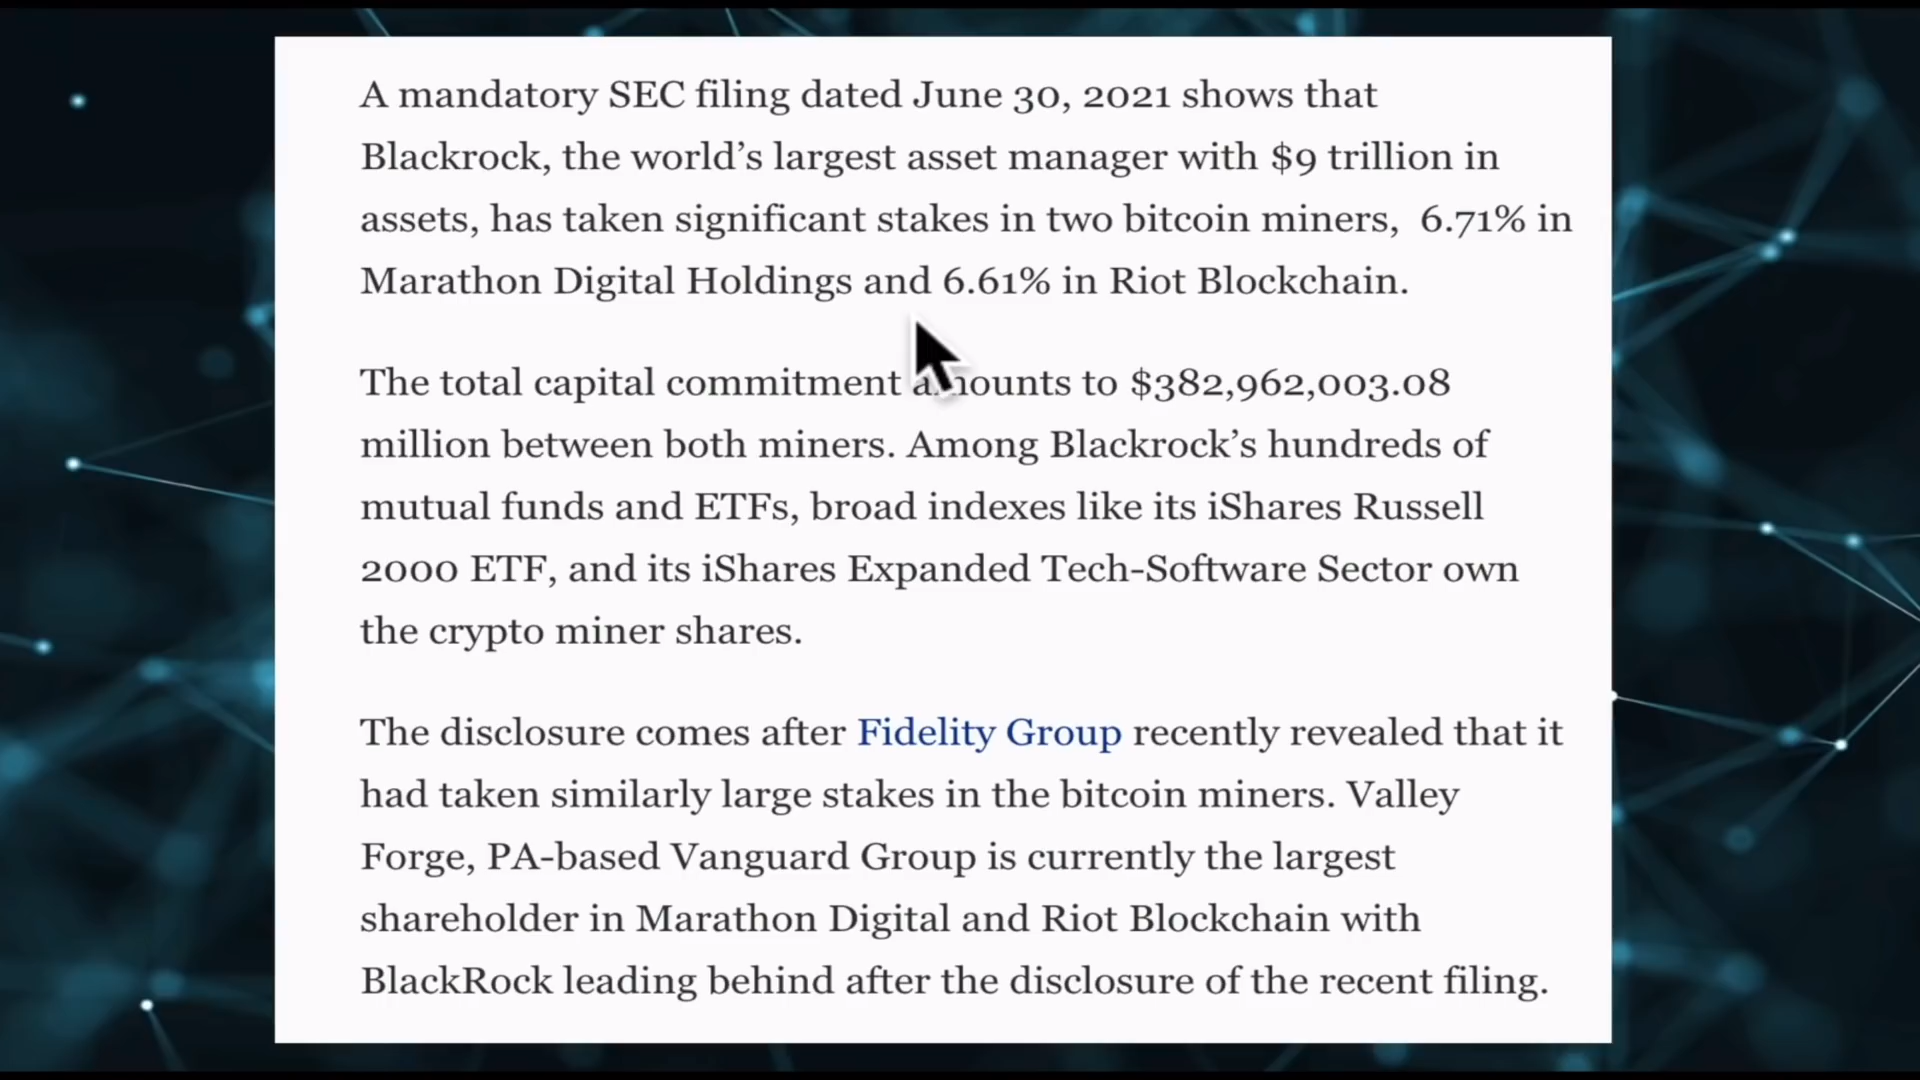 A mandatory SEC filing dated June 30, 2021 shows that
Blackrock, the world’s largest asset manager with $9 trillion in
assets, has taken significant stakes in two bitcoin miners,  6.71% in
Marathon Digital Holdings and 6.61% in Riot Blockchain.
The total capital commitment amounts to $382,962,003.08
million between both miners. Among Blackrock’s hundreds of
mutual funds and ETFs, broad indexes like its iShares Russell
2000 ETF, and its iShares Expanded Tech-Software Sector own
the crypto miner shares.
The disclosure comes after Fidelity Group recently revealed that it
had taken similarly large stakes in the bitcoin miners. Valley
Forge, PA-based Vanguard Group is currently the largest
shareholder in Marathon Digital and Riot Blockchain with
BlackRock leading behind after the disclosure of the recent filing.